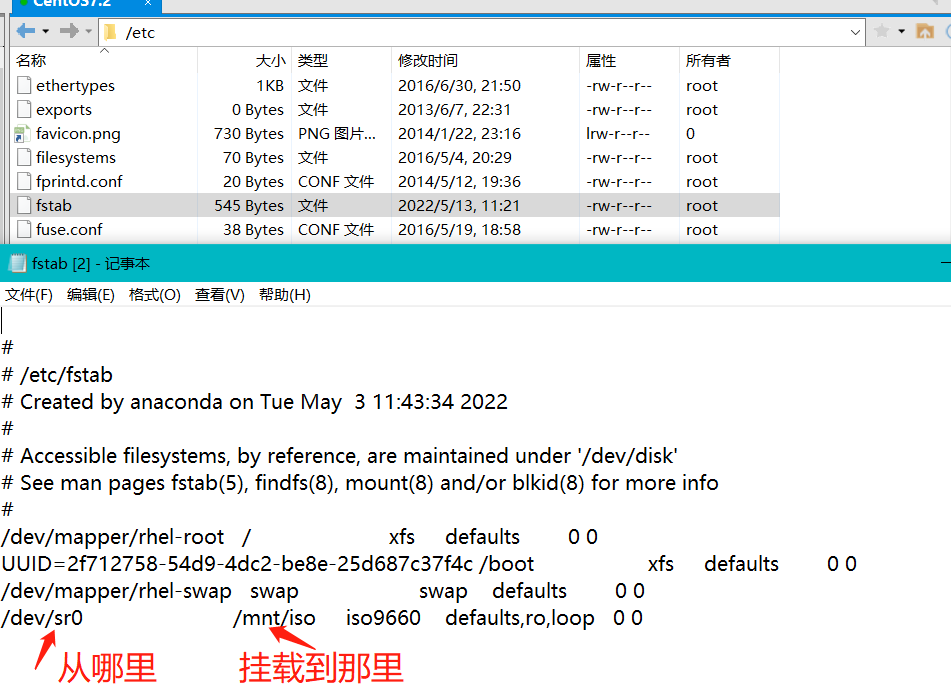 CentOS7.2 ×
/etc
名称 大小 类型 修改时间 属性 所有者
ethertypes 1KB 文件 2016/6/30, 21:50 -rw-r--r-- root
exports 0 Bytes 文件 2013/6/7, 22:31 -rw-r--r-- root
favicon.png 730 Bytes PNG 图片... 2014/1/22, 23:16 lrw-r--r-- 0
filesystems 70 Bytes 文件 2016/5/4, 20:29 -rw-r--r-- root
fprintd.conf 20 Bytes CONF 文件 2014/5/12, 19:36 -rw-r--r-- root
fstab 545 Bytes 文件 2022/5/13, 11:21 -rw-r--r-- root
fuse.conf 38 Bytes CONF 文件 2016/5/19, 18:58 -rw-r--r-- root
fstab [2] - 记事本
文件(F) 编辑(E) 格式(O) 查看(V) 帮助(H)
#
# /etc/fstab
# Created by anaconda on Tue May  3 11:43:34 2022
#
# Accessible filesystems, by reference, are maintained under '/dev/disk'
# See man pages fstab(5), findfs(8), mount(8) and/or blkid(8) for more info
#
/dev/mapper/rhel-root / xfs defaults 0 0
UUID=2f712758-54d9-4dc2-be8e-25d687c37f4c /boot xfs defaults 0 0
/dev/mapper/rhel-swap swap swap defaults 0 0
/dev/sr0 /mnt/iso iso9660 defaults,ro,loop 0 0
从哪里 挂载到那里